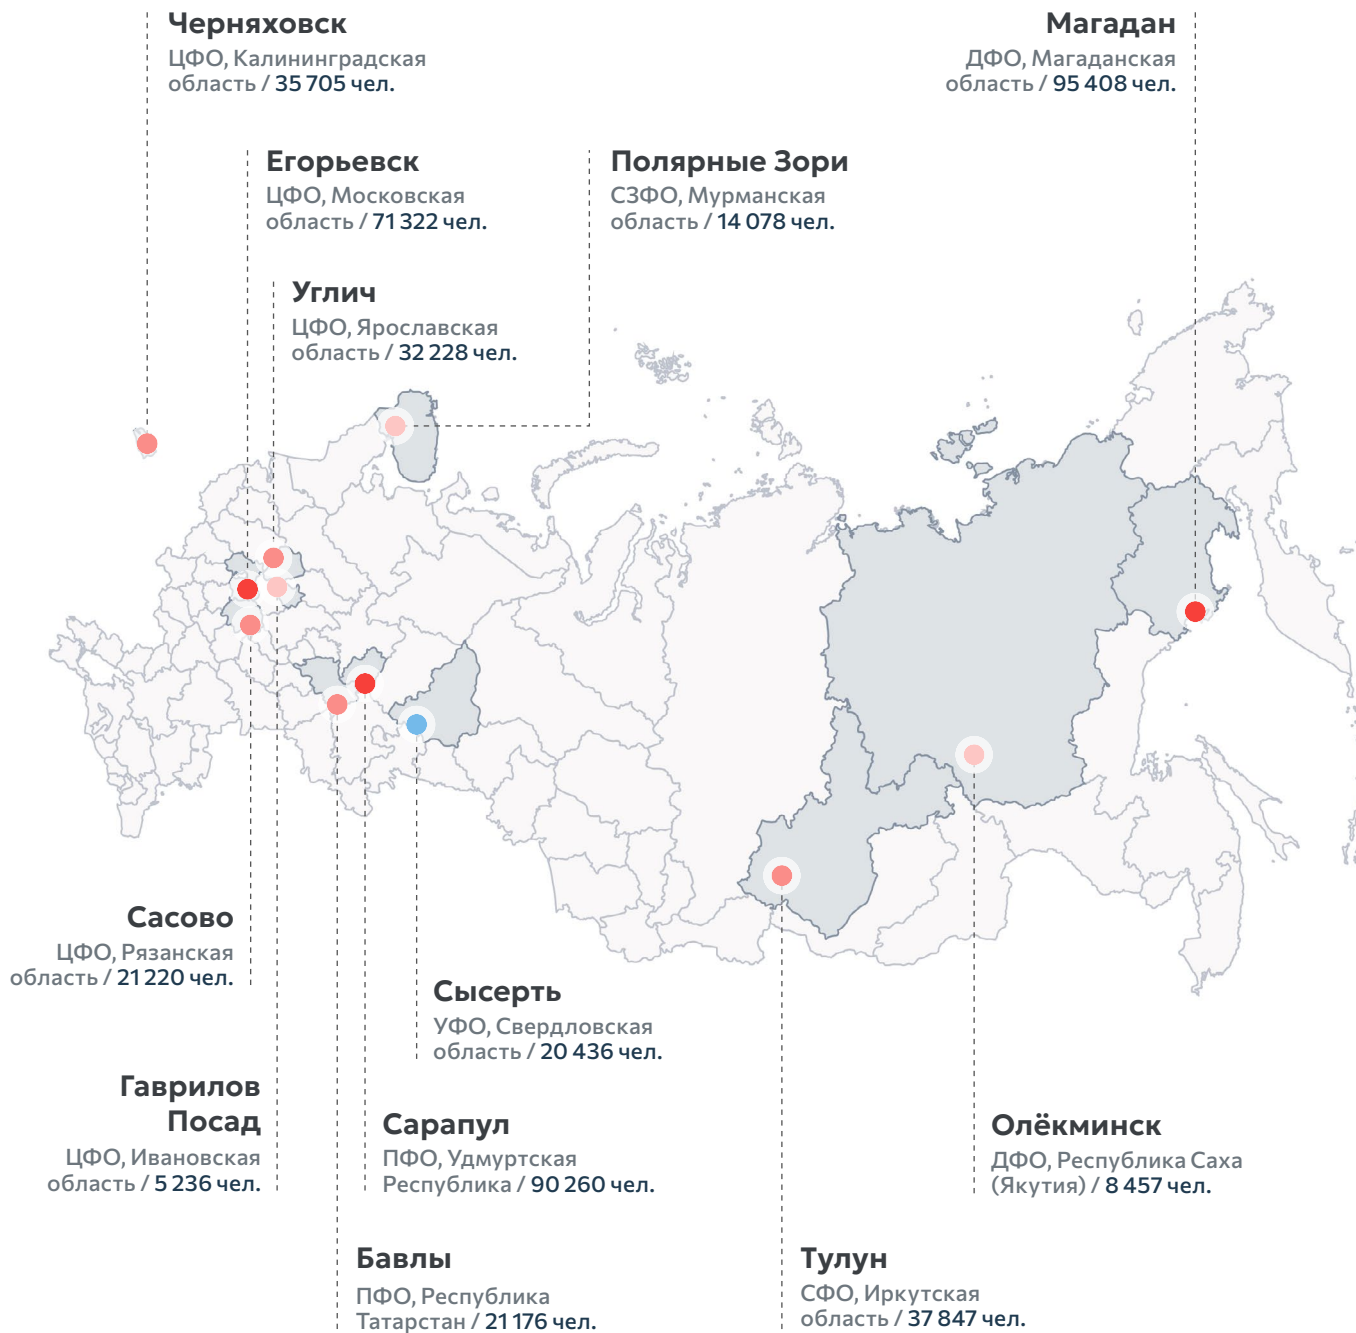 Черняховск
ЦФО, Калининградская
область / 35 705 чел.
Магадан
ДФО, Магаданская
область / 95 408 чел.
Егорьевск
ЦФО, Московская
область / 71 322 чел.
Полярные Зори
СЗФО, Мурманская
область / 14 078 чел.
Углич
ЦФО, Ярославская
область / 32 228 чел.
Сасово
ЦФО, Рязанская
область / 21 220 чел.
Сысерть
УФО, Свердловская
область / 20 436 чел.
Гаврилов
Посад
ЦФО, Ивановская
область / 5 236 чел.
Сарапул
ПФО, Удмуртская
Республика / 90 260 чел.
Олёкминск
ДФО, Республика Саха
(Якутия) / 8 457 чел.
Бавлы
ПФО, Республика
Татарстан / 21 176 чел.
Тулун
СФО, Иркутская
область / 37 847 чел.